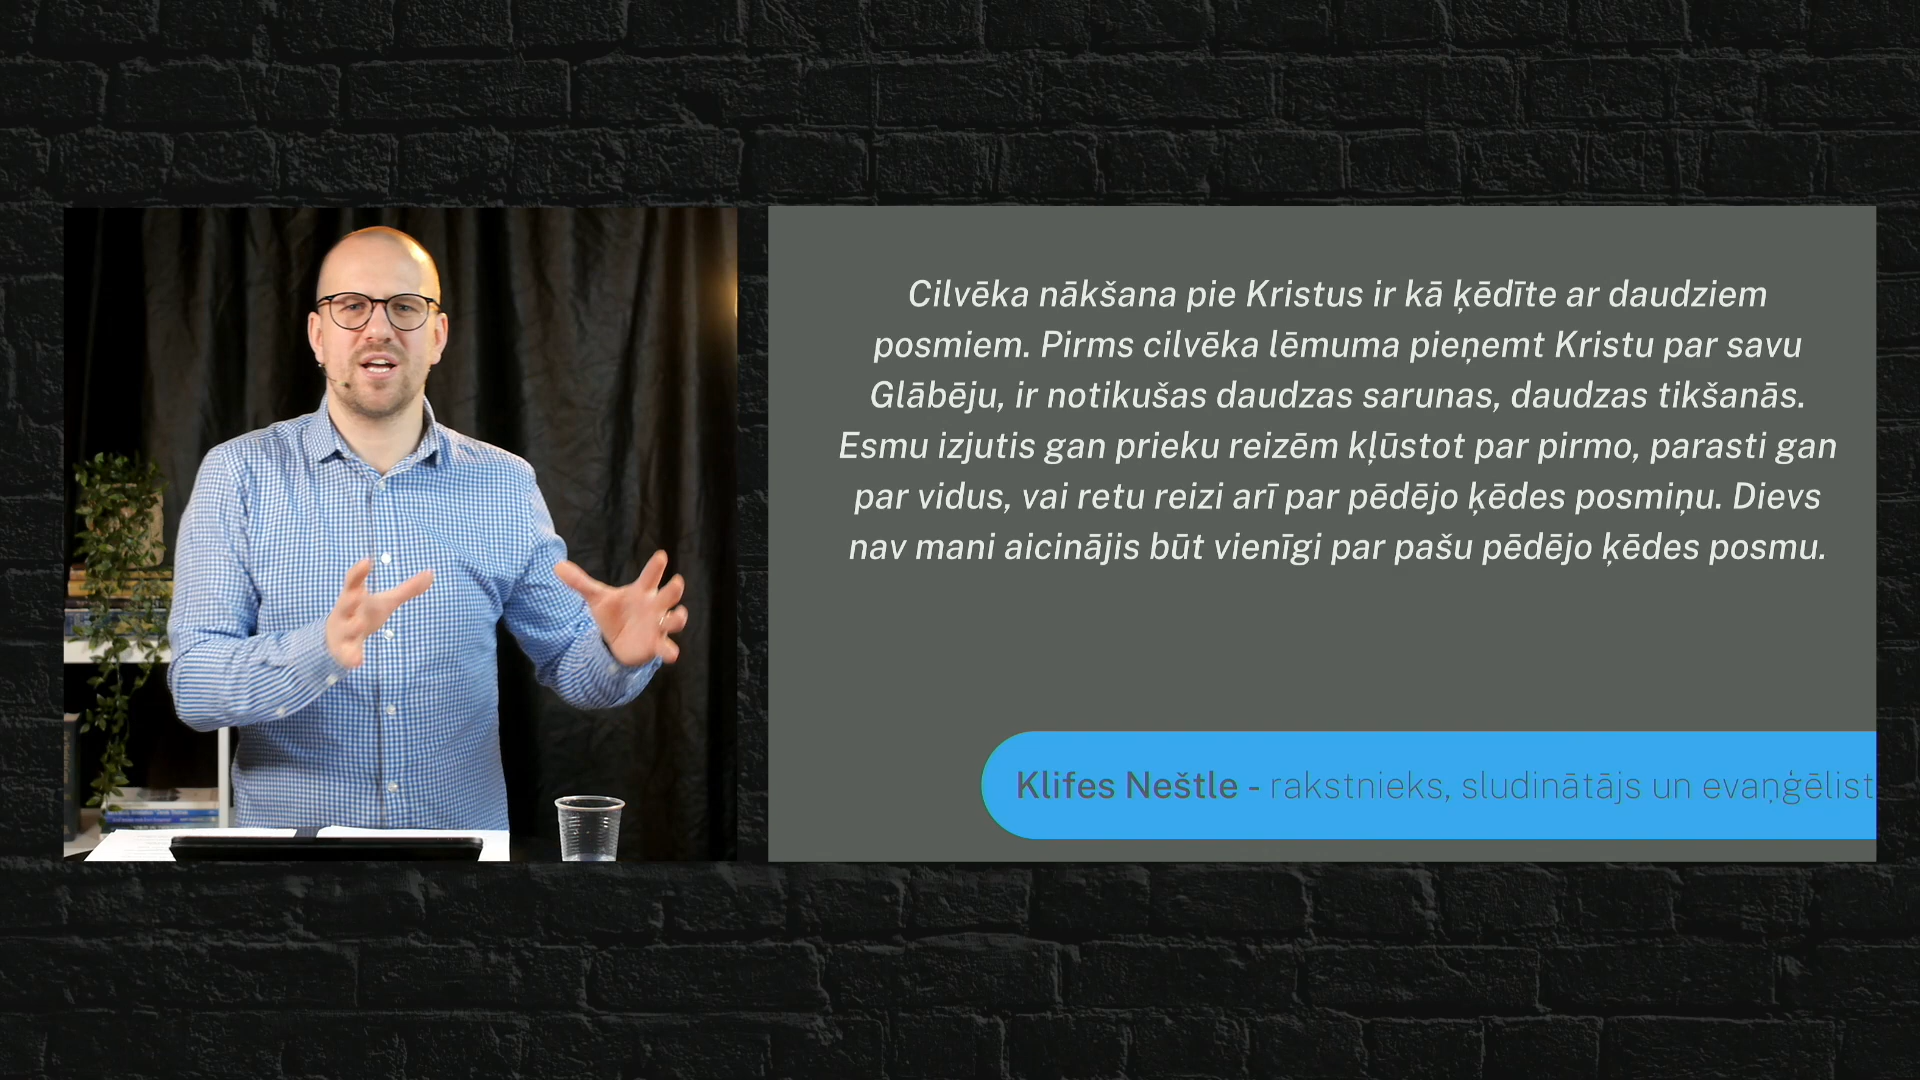 Cilvēka nākšana pie Kristus ir kā ķēdīte ar daudziem
posmiem. Pirms cilvēka lēmuma pieņemt Kristu par savu
Glābēju, ir notikušas daudzas sarunas, daudzas tikšanās.
Esmu izjutis gan prieku reizēm kļūstot par pirmo, parasti gan
par vidus, vai retu reizi arī par pēdējo ķēdes posmiņu. Dievs
nav mani aicinājis būt vienīgi par pašu pēdējo ķēdes posmu.
Klifes Neštle - rakstnieks, sludinātājs un evaņģēlist